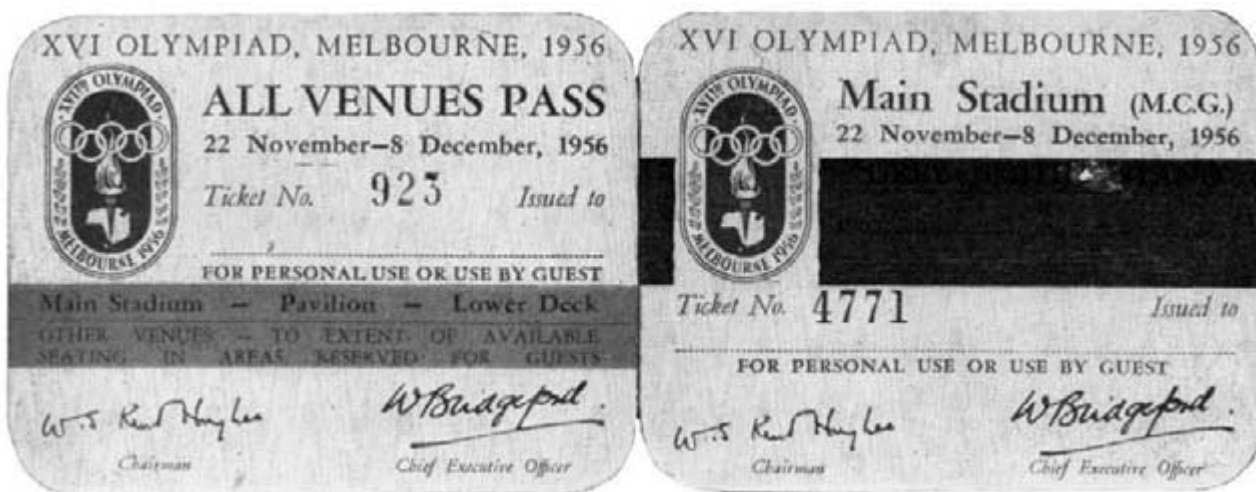 XVI OLYMPIAD, MELBOURNE, 1956
XVITH OLYMPIAD
MELBOURNE 1956
ALL VENUES PASS
22 November–8 December, 1956
Ticket No. 923 Issued to
FOR PERSONAL USE OR USE BY GUEST
Main Stadium – Pavilion – Lower Deck
OTHER VENUES – TO EXTENT OF AVAILABLE
SEATING IN AREAS RESERVED FOR GUESTS
W. S Kent Hughes
W Bridgeford.
Chairman
Chief Executive Officer
XVI OLYMPIAD, MELBOURNE, 1956
XVITH OLYMPIAD
MELBOURNE 1956
Main Stadium (M.C.G.)
22 November–8 December, 1956
Ticket No. 4771 Issued to
FOR PERSONAL USE OR USE BY GUEST
W. S Kent Hughes
W Bridgeford.
Chairman
Chief Executive Officer